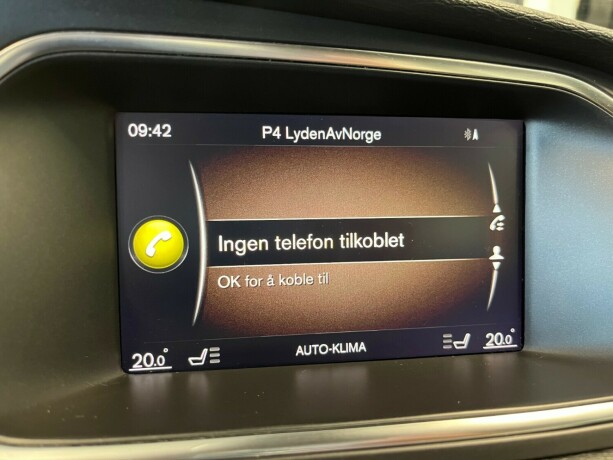 09:42 P4 LydenAvNorge A
Ingen telefon tilkoblet
OK for å koble til
20.0° AUTO-KLIMA 20.0°